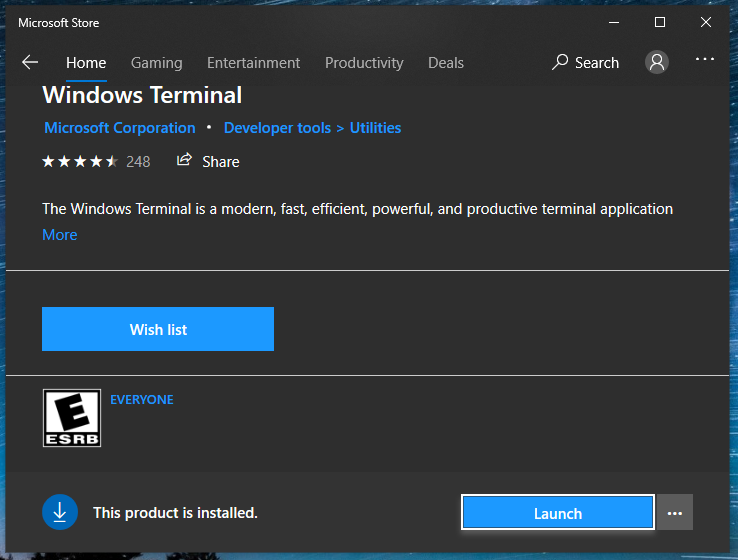 Microsoft Store
Home Gaming Entertainment Productivity Deals Search
Windows Terminal
Microsoft Corporation • Developer tools > Utilities
248 Share
The Windows Terminal is a modern, fast, efficient, powerful, and productive terminal application
More
Wish list
E EVERYONE
ESRB
This product is installed. Launch